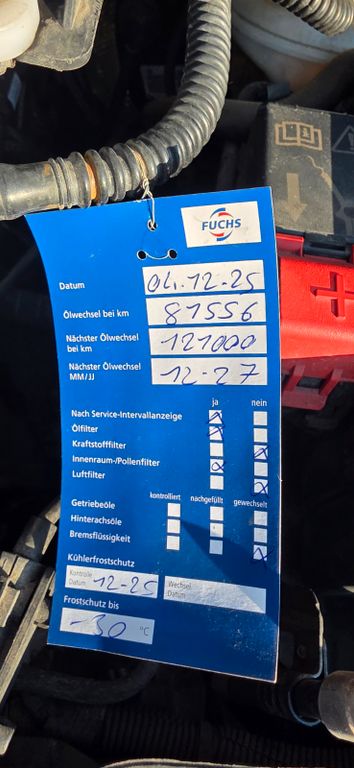 FUCHS
Datum 04.12.25
Ölwechsel bei km 81556
Nächster Ölwechsel bei km 121000
Nächster Ölwechsel MM/JJ 12-27
ja nein
Nach Service-Intervallanzeige
Ölfilter
Kraftstofffilter
Innenraum-/Pollenfilter
Luftfilter
kontrolliert nachgefüllt gewechselt
Getriebeöle
Hinterachsöle
Bremsflüssigkeit
Kühlerfrostschutz
Kontrolle Datum 12-25 Wechsel Datum
Frostschutz bis
-30 °C